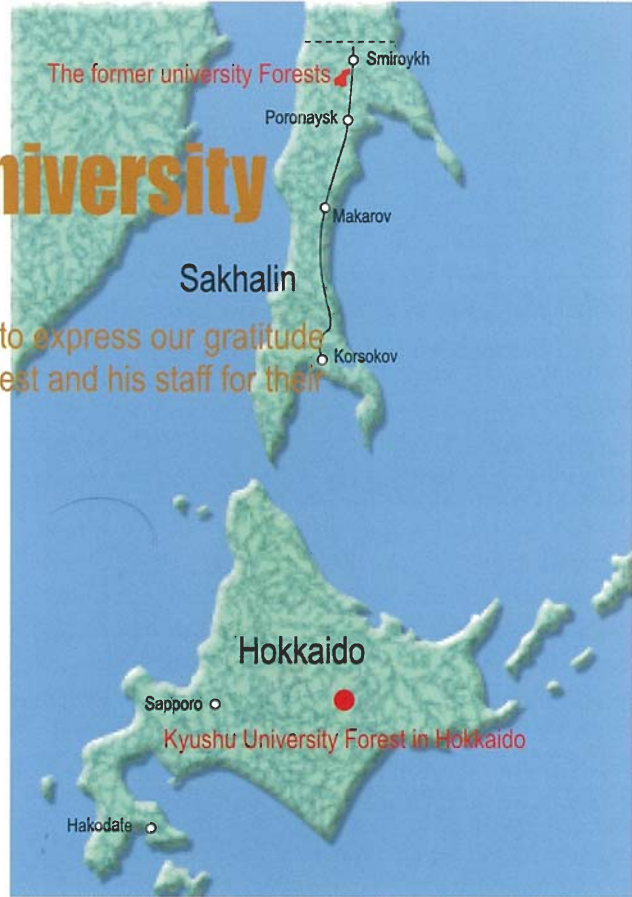 Smiroykh
The former university Forests
Poronaysk
niversity
Makarov
Sakhalin
to express our gratitude
Korsokov
est and his staff for their
Hokkaido
Sapporo
Kyushu University Forest in Hokkaido
Hakodate